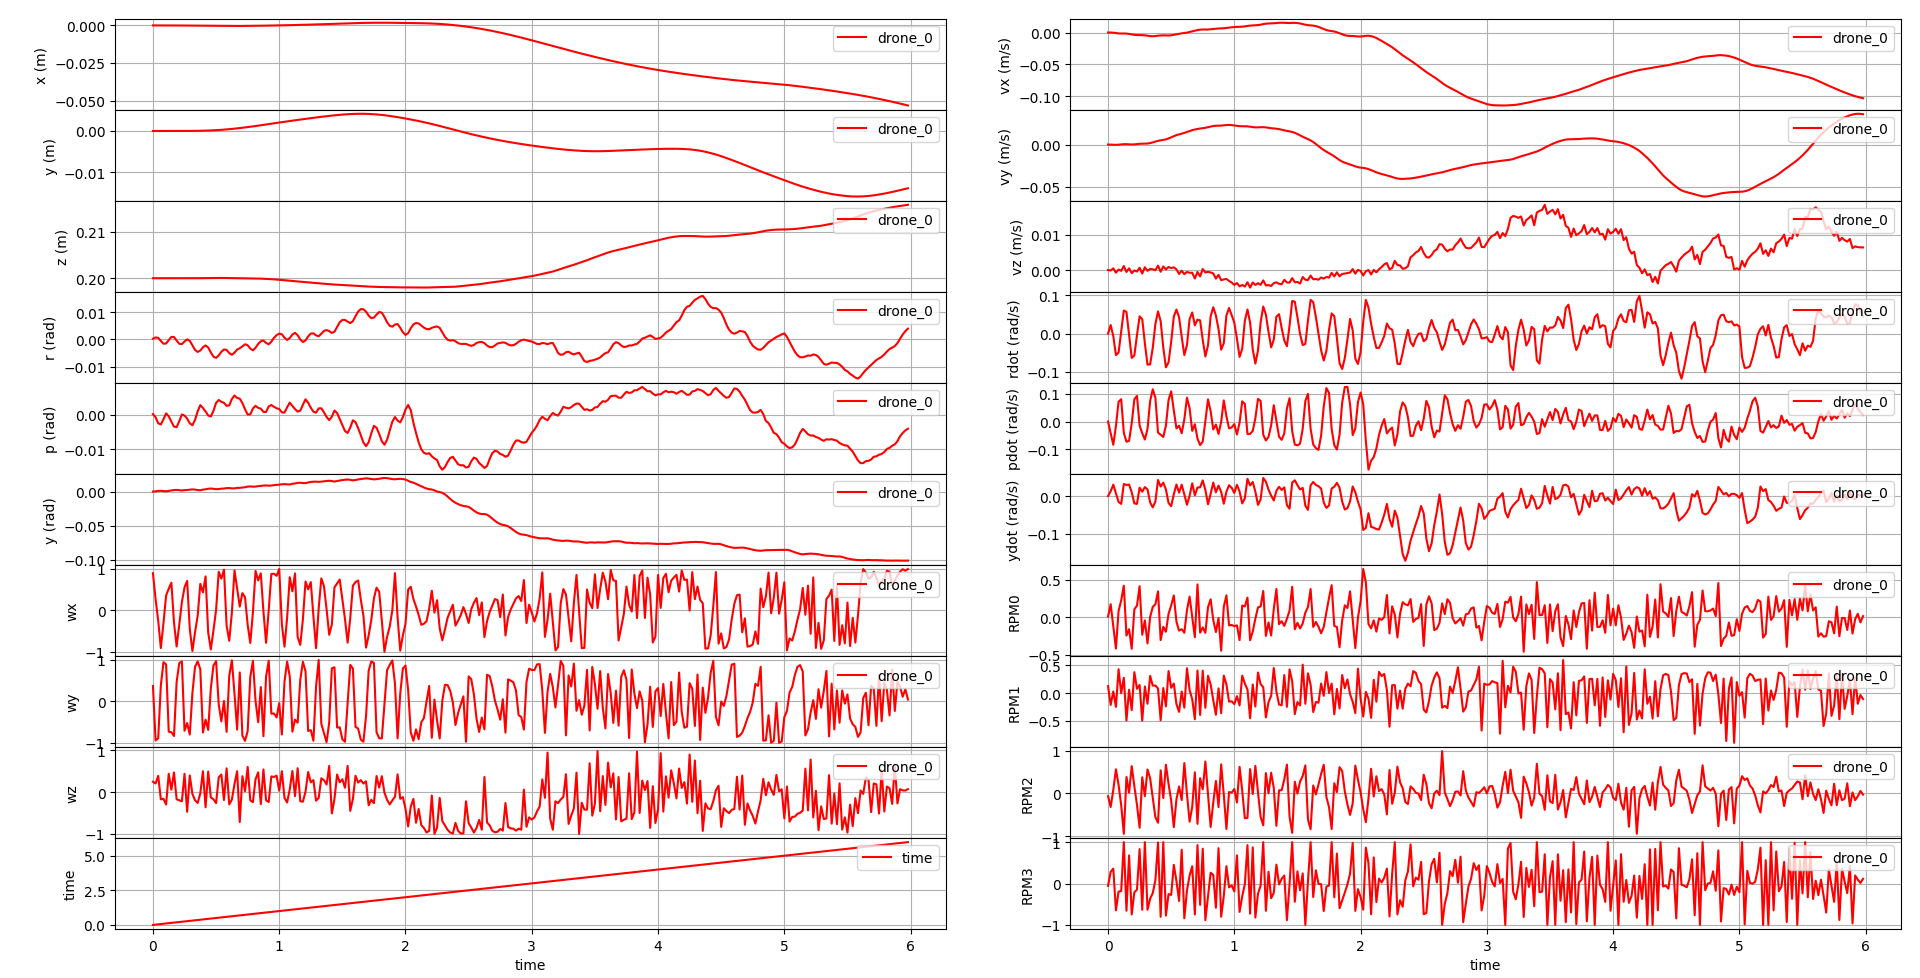 x (m)
0.000
−0.025
−0.050
drone_0
y (m)
0.00
−0.01
drone_0
z (m)
0.21
0.20
drone_0
r (rad)
0.01
0.00
−0.01
drone_0
p (rad)
0.00
−0.01
drone_0
y (rad)
0.00
−0.05
−0.10
drone_0
wx
1
0
−1
drone_0
wy
1
0
−1
drone_0
wz
1
0
−1
drone_0
time
5.0
2.5
0.0
time
0 1 2 3 4 5 6
time
vx (m/s)
0.00
−0.05
−0.10
drone_0
vy (m/s)
0.00
−0.05
drone_0
vz (m/s)
0.01
0.00
drone_0
rdot (rad/s)
0.1
0.0
−0.1
drone_0
pdot (rad/s)
0.1
0.0
−0.1
drone_0
ydot (rad/s)
0.0
−0.1
drone_0
RPM0
0.5
0.0
−0.5
drone_0
RPM1
0.5
0.0
−0.5
drone_0
RPM2
1
0
−1
drone_0
RPM3
1
0
−1
drone_0
0 1 2 3 4 5 6
time